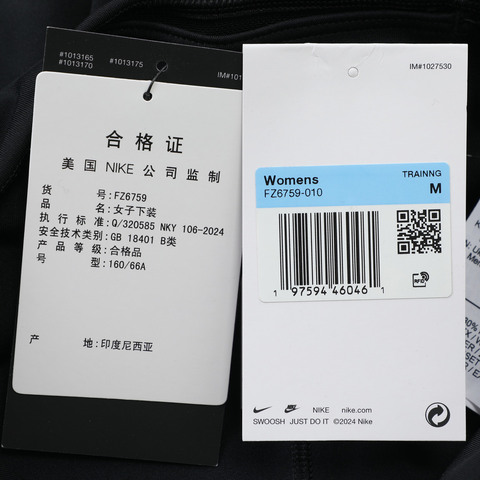 #1013165
#1013170
#1013175
IM#101
合格证
美国 NIKE 公司监制
货号:FZ6759
品名:女子下装
执行标准:Q/320585 NKY 106-2024
安全技术类别:GB 18401 B类
产品等级:合格品
号型:160/66A
产地:印度尼西亚
IM#1027530
Womens
TRAINNG
FZ6759-010
M
1 97594 46046 1
RFID
NIKE nike.com
SWOOSH JUST DO IT ©2024 Nike